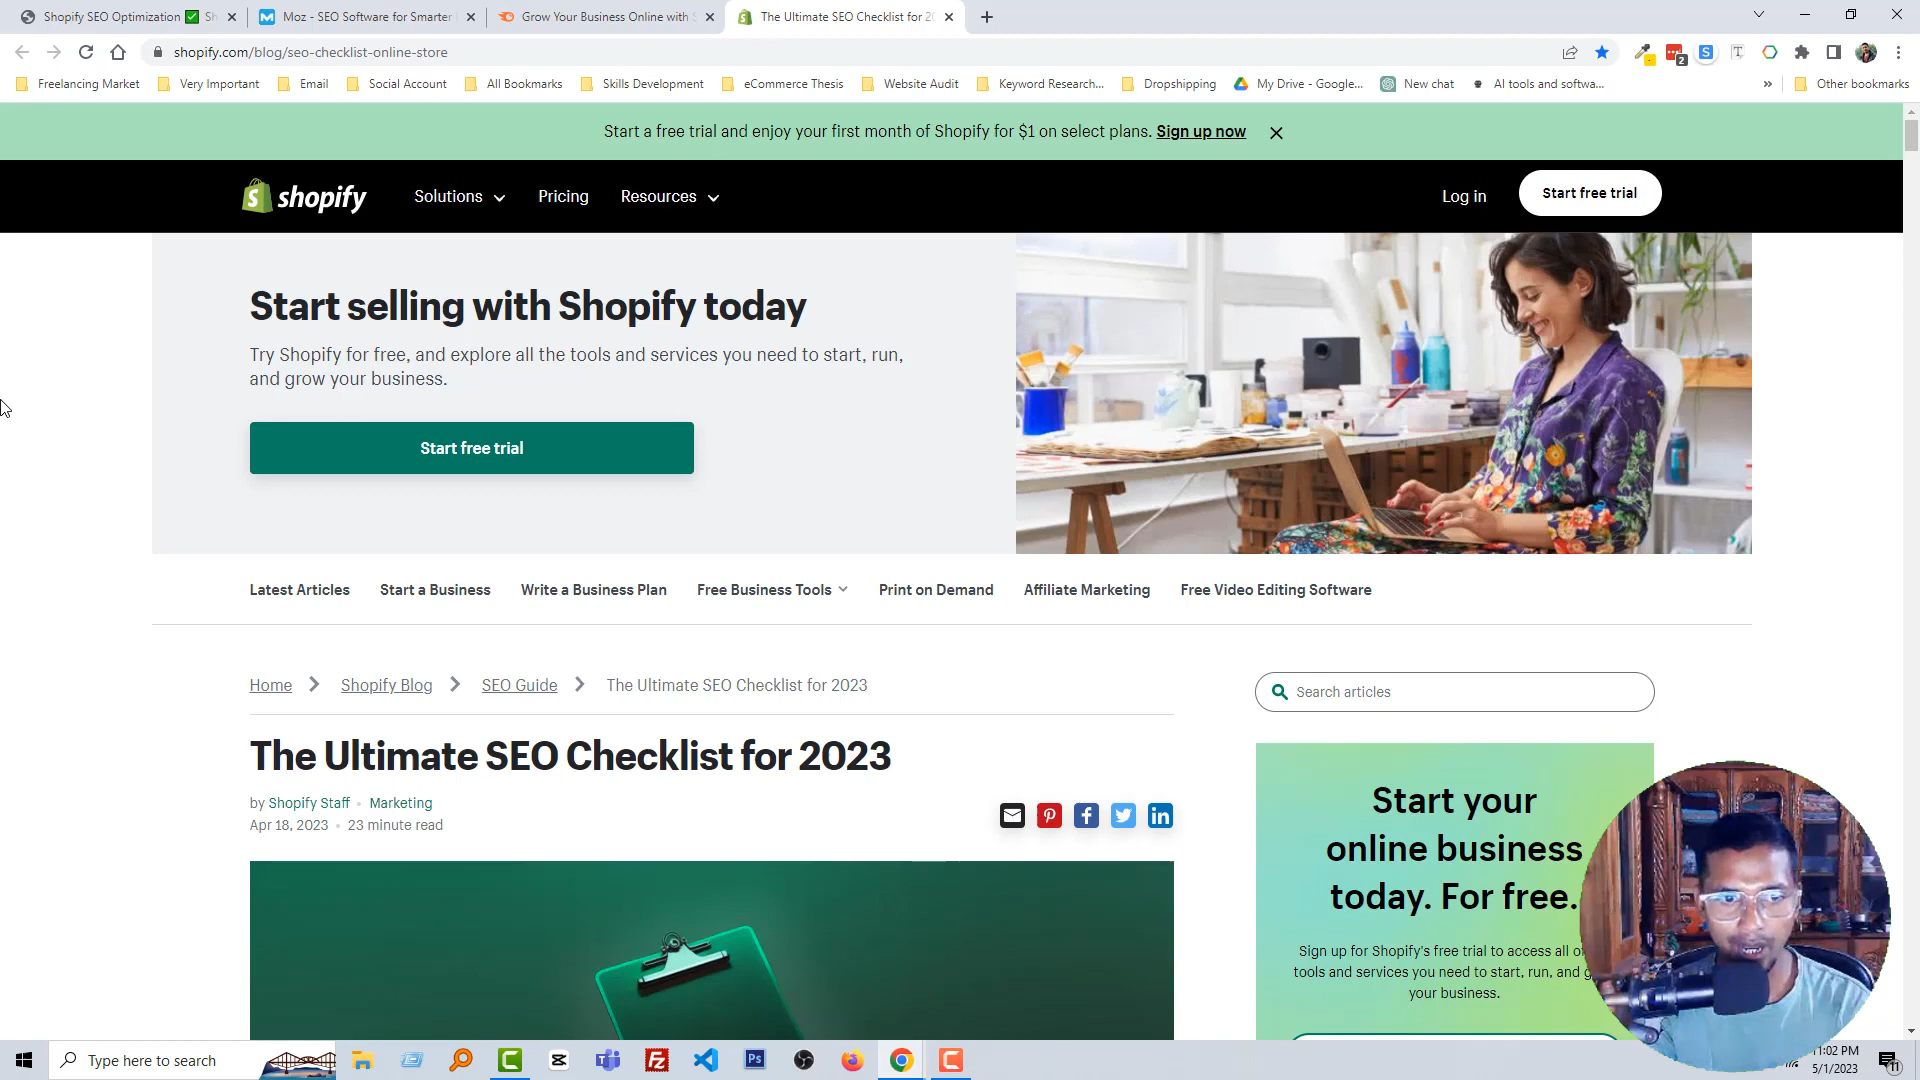 Shopify SEO Optimization ✅ Sh
Moz - SEO Software for Smarter
Grow Your Business Online with S
The Ultimate SEO Checklist for 20
shopify.com/blog/seo-checklist-online-store
Freelancing Market
Very Important
Email
Social Account
All Bookmarks
Skills Development
eCommerce Thesis
Website Audit
Keyword Research...
Dropshipping
My Drive - Google...
New chat
AI tools and softwa...
»
Other bookmarks
Start a free trial and enjoy your first month of Shopify for $1 on select plans. Sign up now
shopify
Solutions
Pricing
Resources
Log in
Start free trial
Start selling with Shopify today
Try Shopify for free, and explore all the tools and services you need to start, run,
and grow your business.
Start free trial
Latest Articles
Start a Business
Write a Business Plan
Free Business Tools
Print on Demand
Affiliate Marketing
Free Video Editing Software
Home
Shopify Blog
SEO Guide
The Ultimate SEO Checklist for 2023
Search articles
The Ultimate SEO Checklist for 2023
by Shopify Staff • Marketing
Apr 18, 2023 • 23 minute read
Start your
online business
today. For free.
Sign up for Shopify's free trial to access all of
tools and services you need to start, run, and g
your business.
Type here to search
11:02 PM
5/1/2023